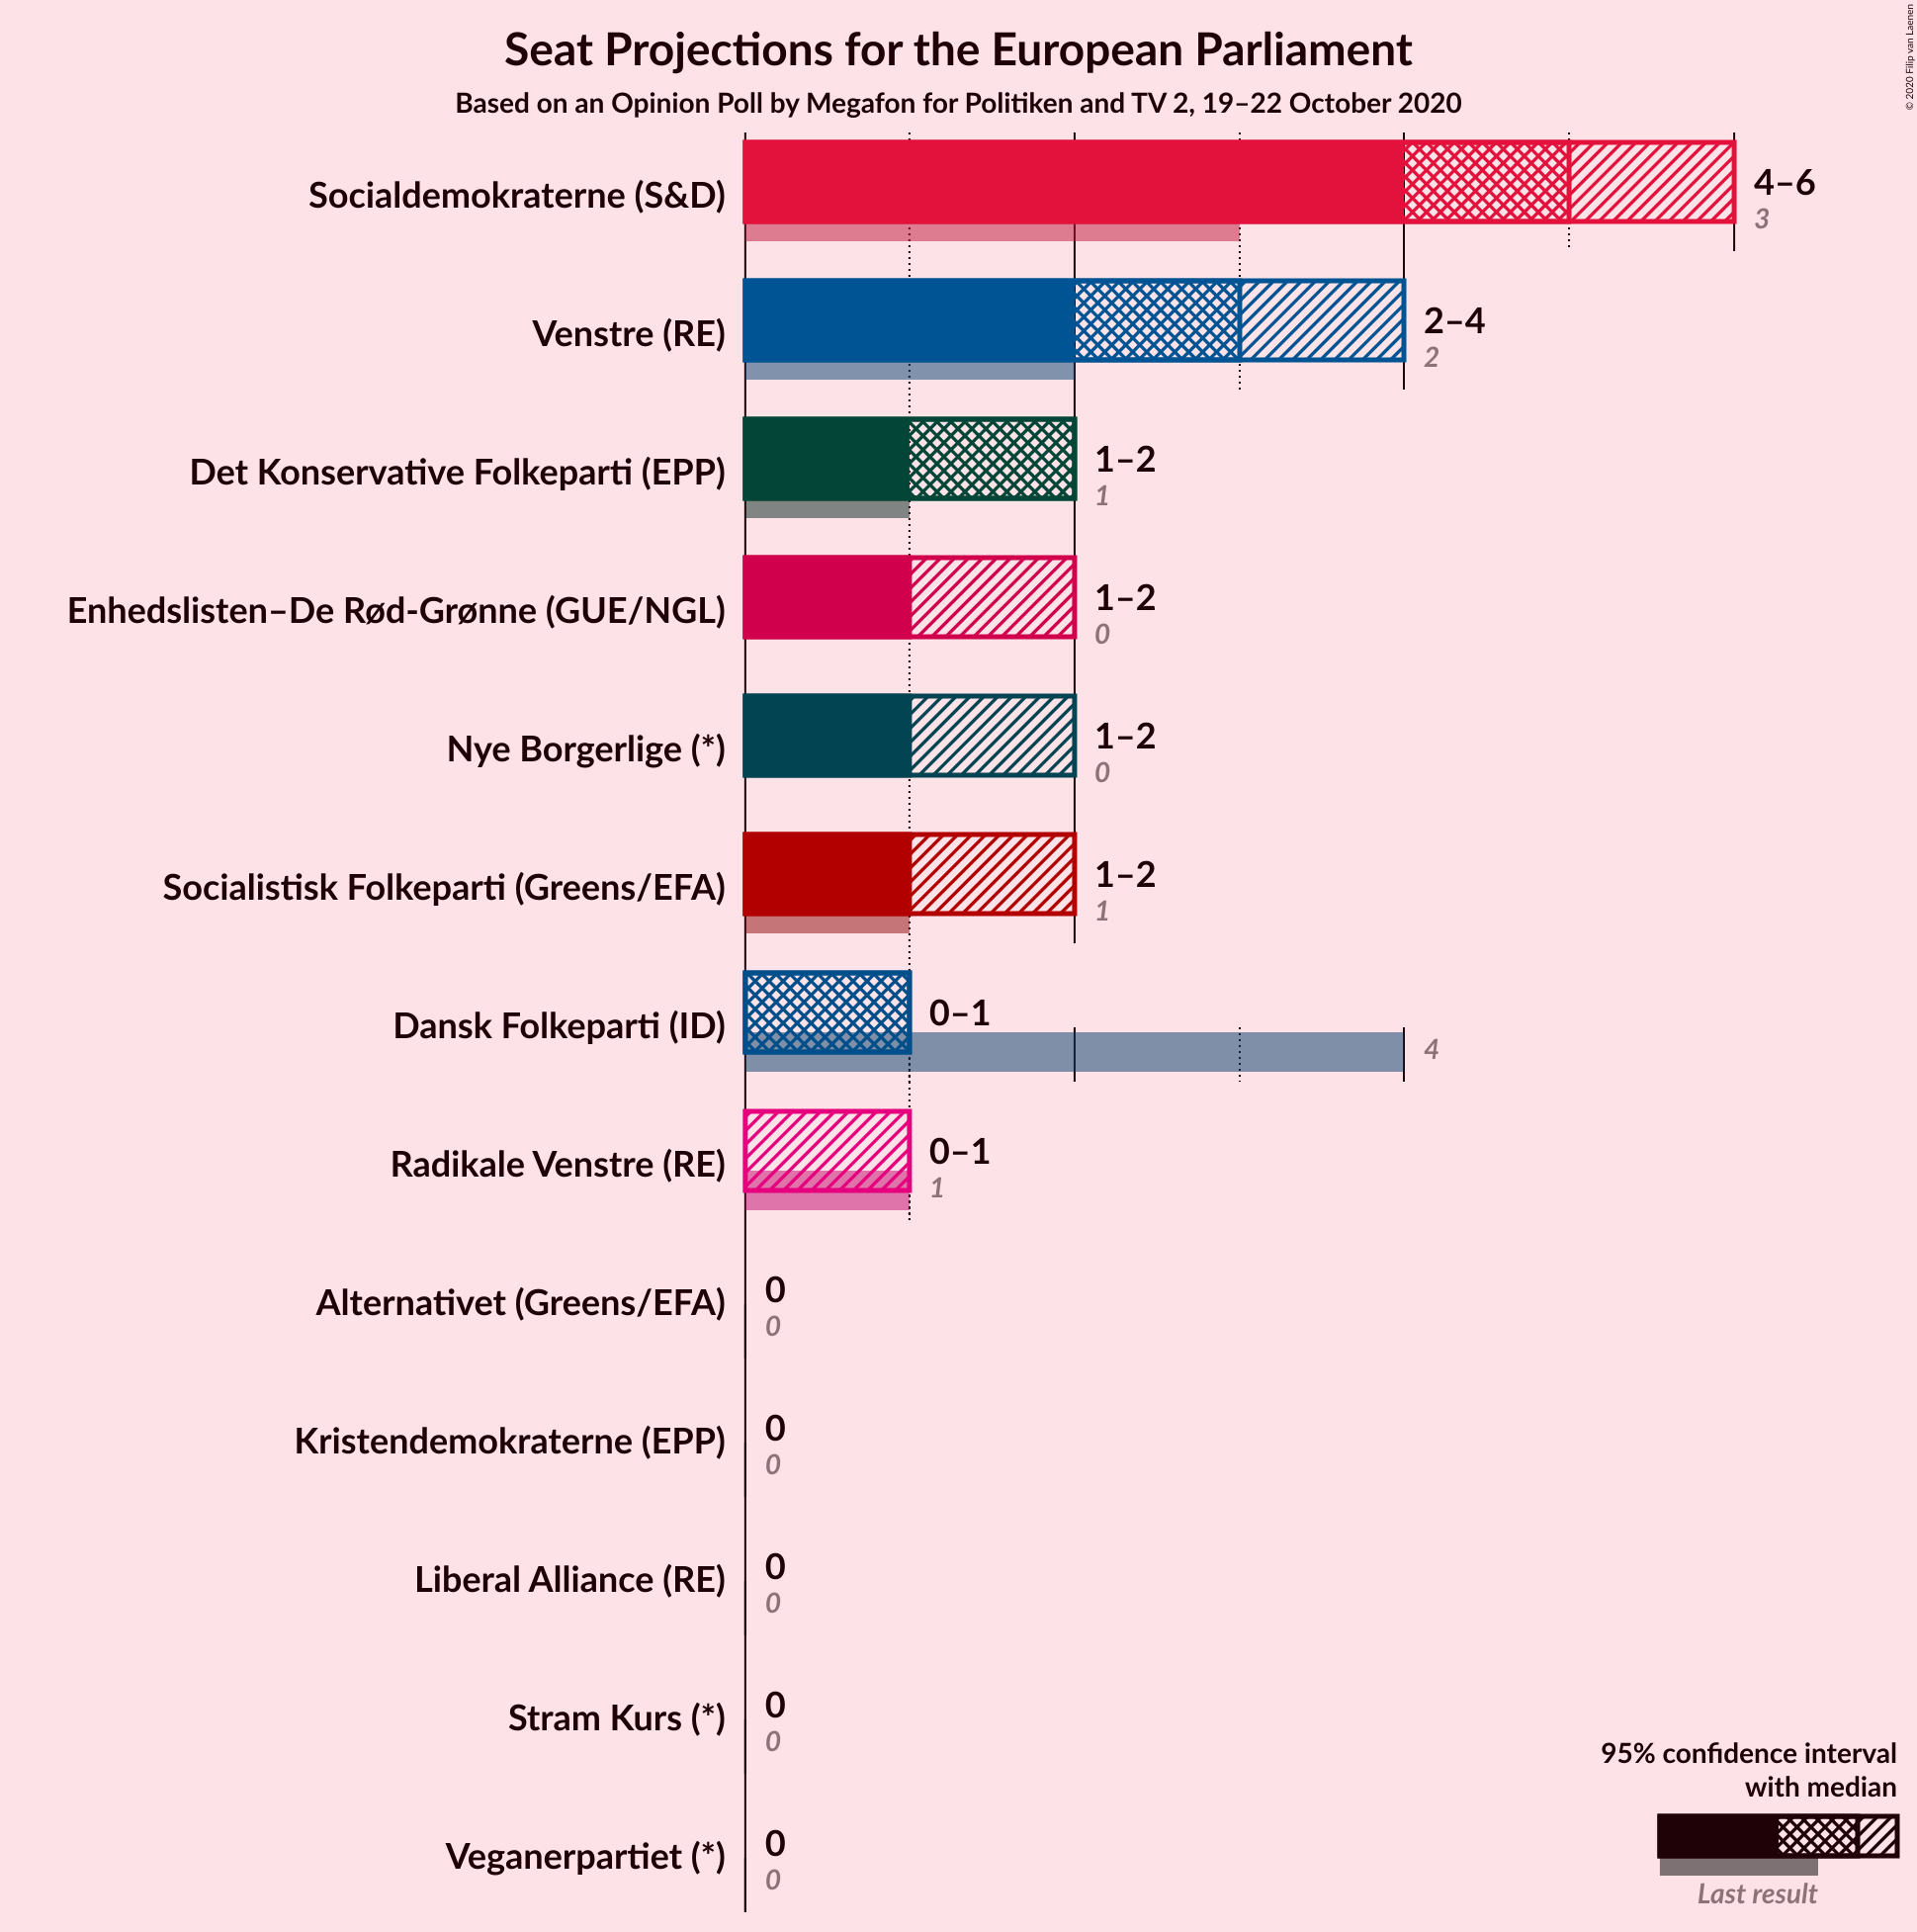 Seat Projections for the European Parliament
Based on an Opinion Poll by Megafon for Politiken and TV 2, 19–22 October 2020
© 2020 Filip van Laenen
Socialdemokraterne (S&D)
4–6
3
Venstre (RE)
2–4
2
Det Konservative Folkeparti (EPP)
1–2
1
Enhedslisten–De Rød-Grønne (GUE/NGL)
1–2
0
Nye Borgerlige (*)
1–2
0
Socialistisk Folkeparti (Greens/EFA)
1–2
1
Dansk Folkeparti (ID)
0–1
4
Radikale Venstre (RE)
0–1
1
Alternativet (Greens/EFA)
0
0
Kristendemokraterne (EPP)
0
0
Liberal Alliance (RE)
0
0
Stram Kurs (*)
0
0
Veganerpartiet (*)
0
0
95% confidence interval
with median
Last result